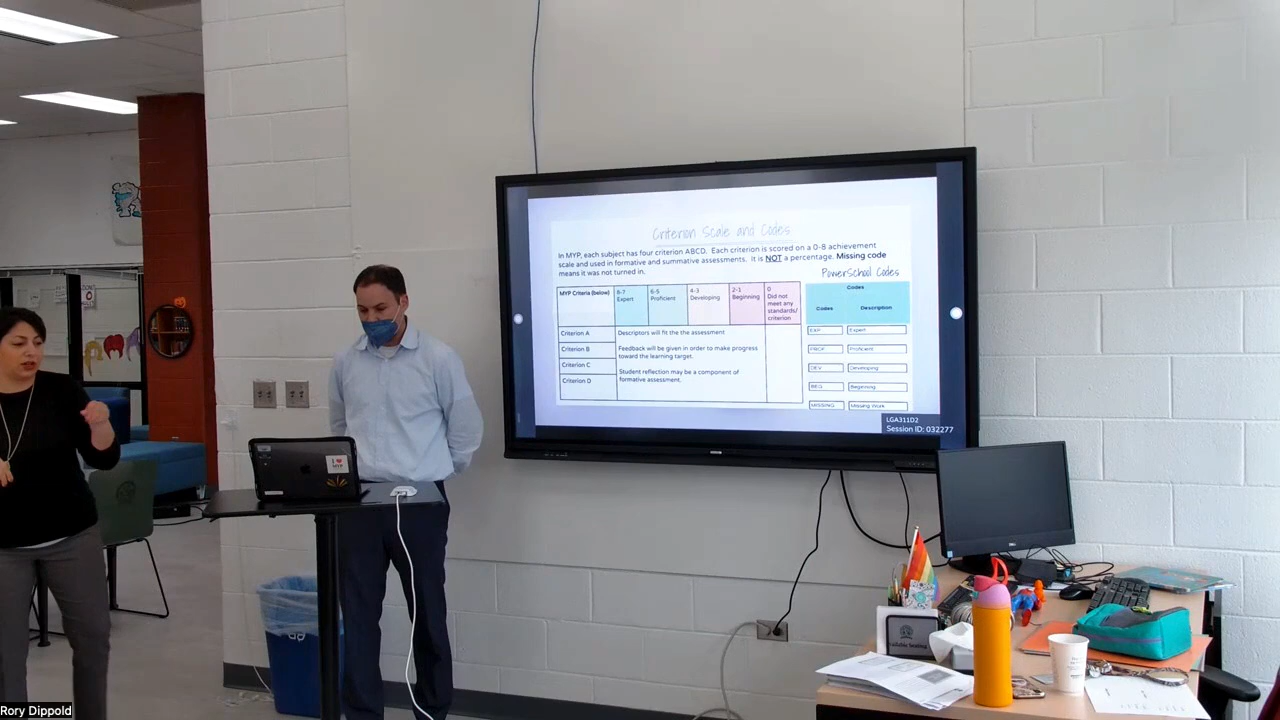 Criterion Scale and Codes
In MYP, each subject has four criterion ABCD. Each criterion is scored on a 0-8 achievement
scale and used in formative and summative assessments. It is NOT a percentage. Missing code
means it was not turned in.
PowerSchool Codes
MYP Criteria (below)
8-7
Expert
6-5
Proficient
4-3
Developing
2-1
Beginning
0
Did not
meet any
standards/
criterion
Criterion A
Criterion B
Criterion C
Criterion D
Descriptors will fit the the assessment
Feedback will be given in order to make progress
toward the learning target.
Student reflection may be a component of
formative assessment.
Codes
Codes Description
EXP Expert
PROF Proficient
DEV Developing
BEG Beginning
MISSING Missing Work
LGA311D2
Session ID: 032277
Rory Dippold